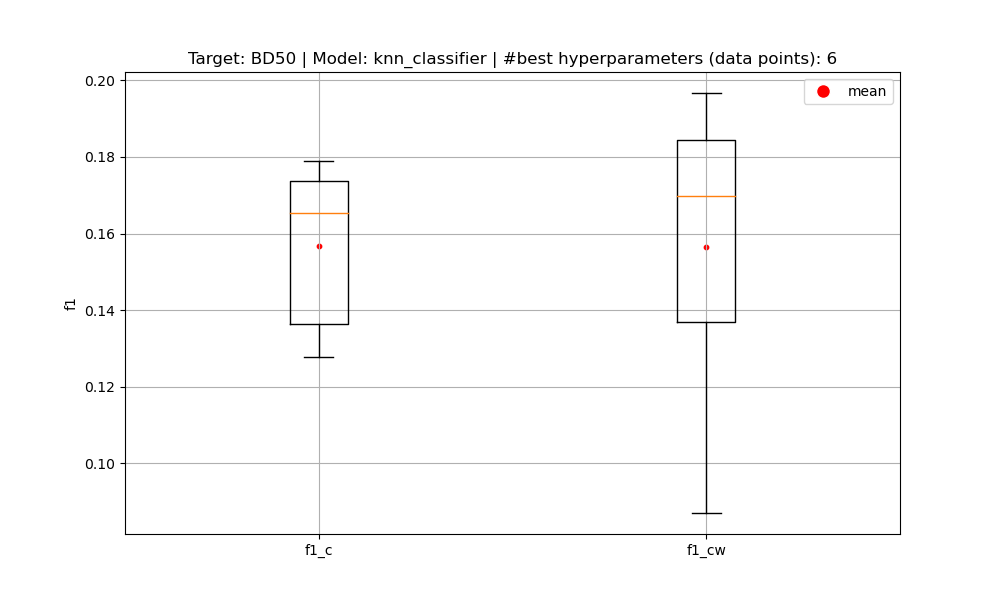 Target: BD50 | Model: knn_classifier | #best hyperparameters (data points): 6
mean
0.20
0.18
0.16
0.14
0.12
0.10
f1
f1_c
f1_cw